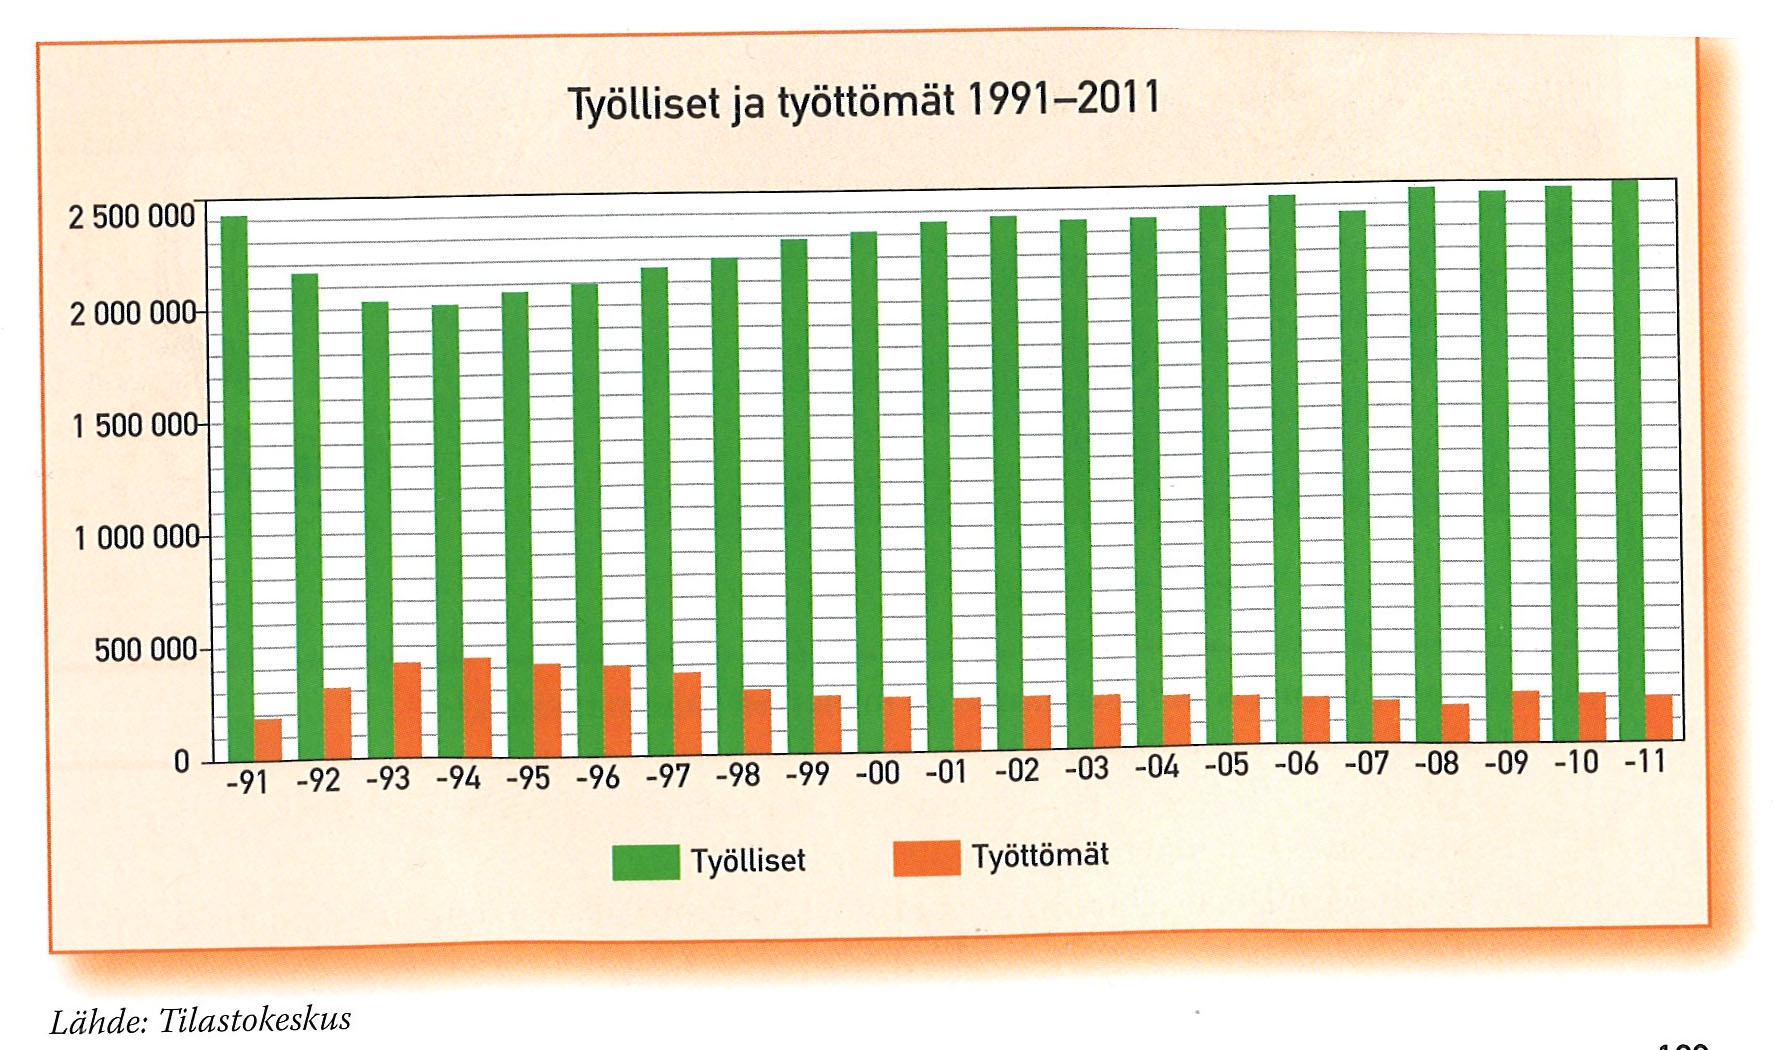 Työlliset ja työttömät 1991–2011
2 500 000
2 000 000
1 500 000
1 000 000
500 000
0
-91 -92 -93 -94 -95 -96 -97 -98 -99 -00 -01 -02 -03 -04 -05 -06 -07 -08 -09 -10 -11
Työlliset Työttömät
Lähde: Tilastokeskus